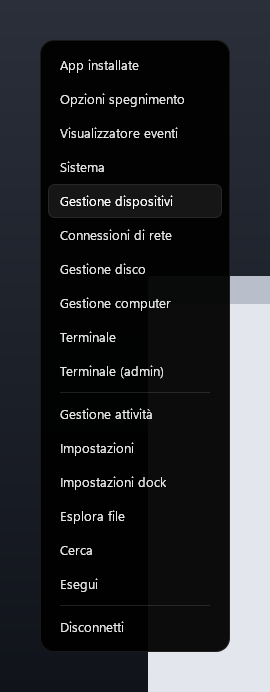 App installate
Opzioni spegnimento
Visualizzatore eventi
Sistema
Gestione dispositivi
Connessioni di rete
Gestione disco
Gestione computer
Terminale
Terminale (admin)
Gestione attività
Impostazioni
Impostazioni dock
Esplora file
Cerca
Esegui
Disconnetti